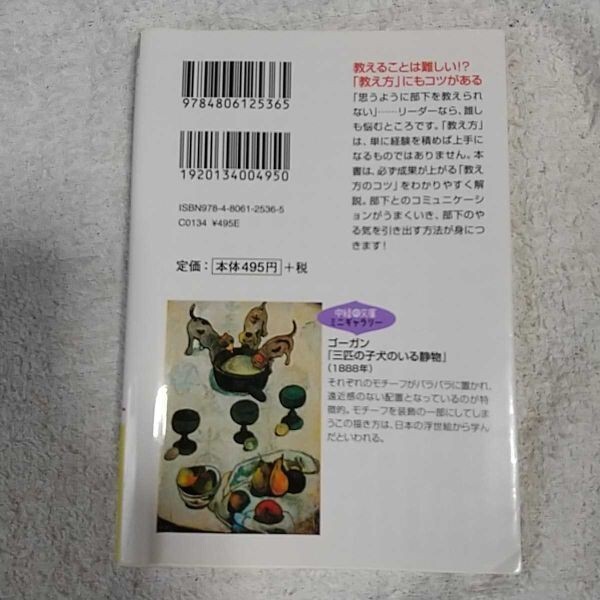 9784806125365
1920134004950
ISBN978-4-8061-2536-5
C0134 ¥495E
定価：本体495円＋税
教えることは難しい!?
「教え方」にもコツがある
「思うように部下を教えられ
ない」……リーダーなら、誰し
も悩むところです。「教え方」
は、単に経験を積めば上手に
なるものではありません。本
書は、必ず成果が上がる「教え
方のコツ」をわかりやすく解
説。部下とのコミュニケーシ
ョンがうまくいき、部下のや
る気を引き出す方法が身につ
きます！
中経の文庫
ミニギャラリー
ゴーガン
「三匹の子犬のいる静物」
(1888年)
それぞれのモチーフがバラバラに置かれ、
遠近感のない配置となっているのが特
徴的。モチーフを装飾の一部にしてしま
うこの描き方は、日本の浮世絵から学ん
だといわれる。